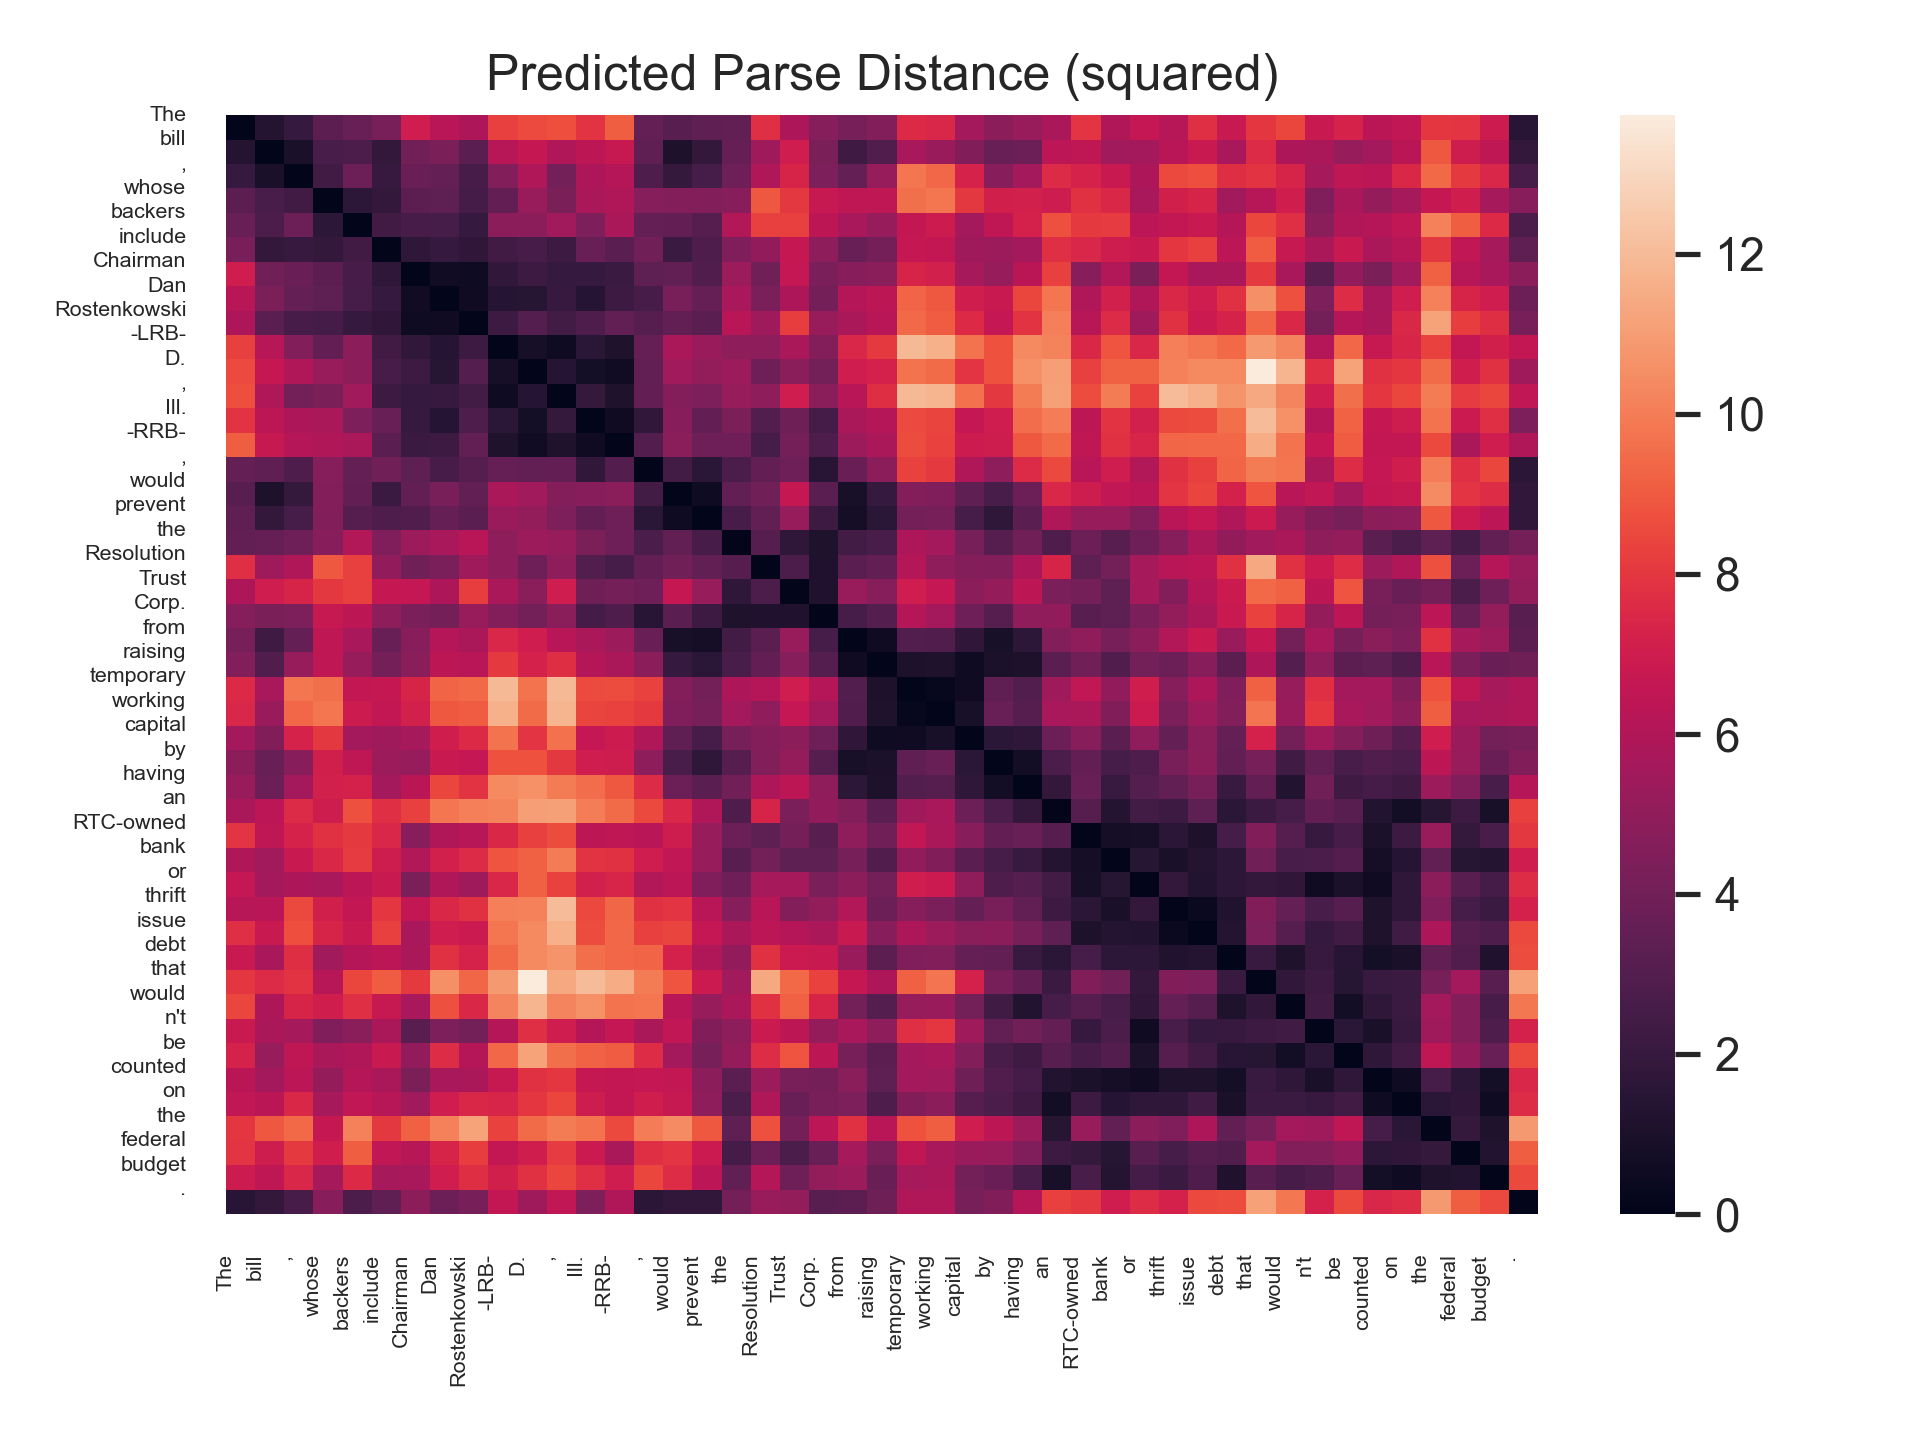 Predicted Parse Distance (squared)
The
bill
,
whose
backers
include
Chairman
Dan
Rostenkowski
-LRB-
D.
,
Ill.
-RRB-
,
would
prevent
the
Resolution
Trust
Corp.
from
raising
temporary
working
capital
by
having
an
RTC-owned
bank
or
thrift
issue
debt
that
would
n't
be
counted
on
the
federal
budget
.
12
10
8
6
4
2
0
The
bill
,
whose
backers
include
Chairman
Dan
Rostenkowski
-LRB-
D.
,
Ill.
-RRB-
,
would
prevent
the
Resolution
Trust
Corp.
from
raising
temporary
working
capital
by
having
an
RTC-owned
bank
or
thrift
issue
debt
that
would
n't
be
counted
on
the
federal
budget
.